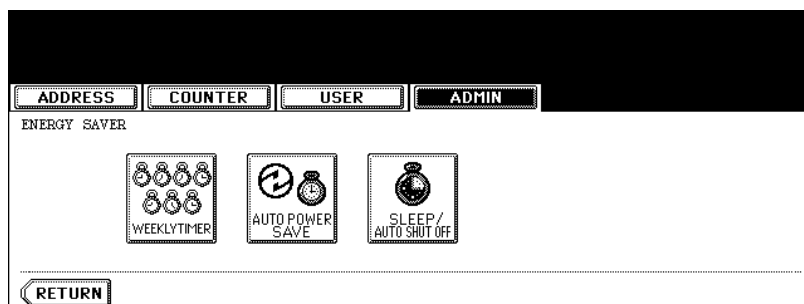 ADDRESS COUNTER USER ADMIN
ENERGY SAVER
WEEKLYTIMER
AUTO POWER
SAVE
SLEEP/
AUTO SHUT OFF
RETURN